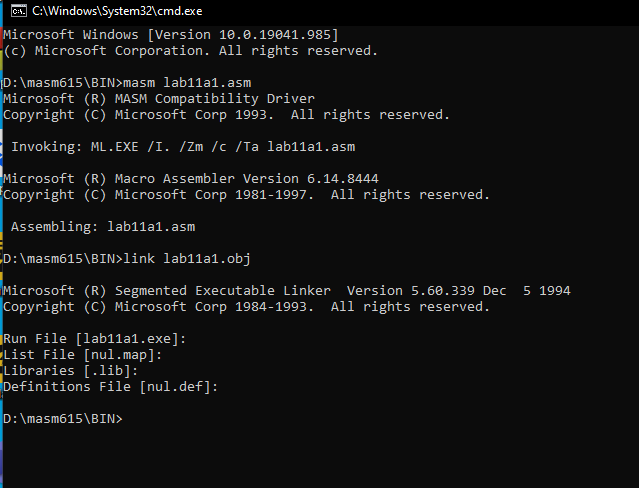 C:\Windows\System32\cmd.exe
Microsoft Windows [Version 10.0.19041.985]
(c) Microsoft Corporation. All rights reserved.
D:\masm615\BIN>masm lab11a1.asm
Microsoft (R) MASM Compatibility Driver
Copyright (C) Microsoft Corp 1993.  All rights reserved.
 Invoking: ML.EXE /I. /Zm /c /Ta lab11a1.asm
Microsoft (R) Macro Assembler Version 6.14.8444
Copyright (C) Microsoft Corp 1981-1997.  All rights reserved.
 Assembling: lab11a1.asm
D:\masm615\BIN>link lab11a1.obj
Microsoft (R) Segmented Executable Linker  Version 5.60.339 Dec  5 1994
Copyright (C) Microsoft Corp 1984-1993.  All rights reserved.
Run File [lab11a1.exe]:
List File [nul.map]:
Libraries [.lib]:
Definitions File [nul.def]:
D:\masm615\BIN>